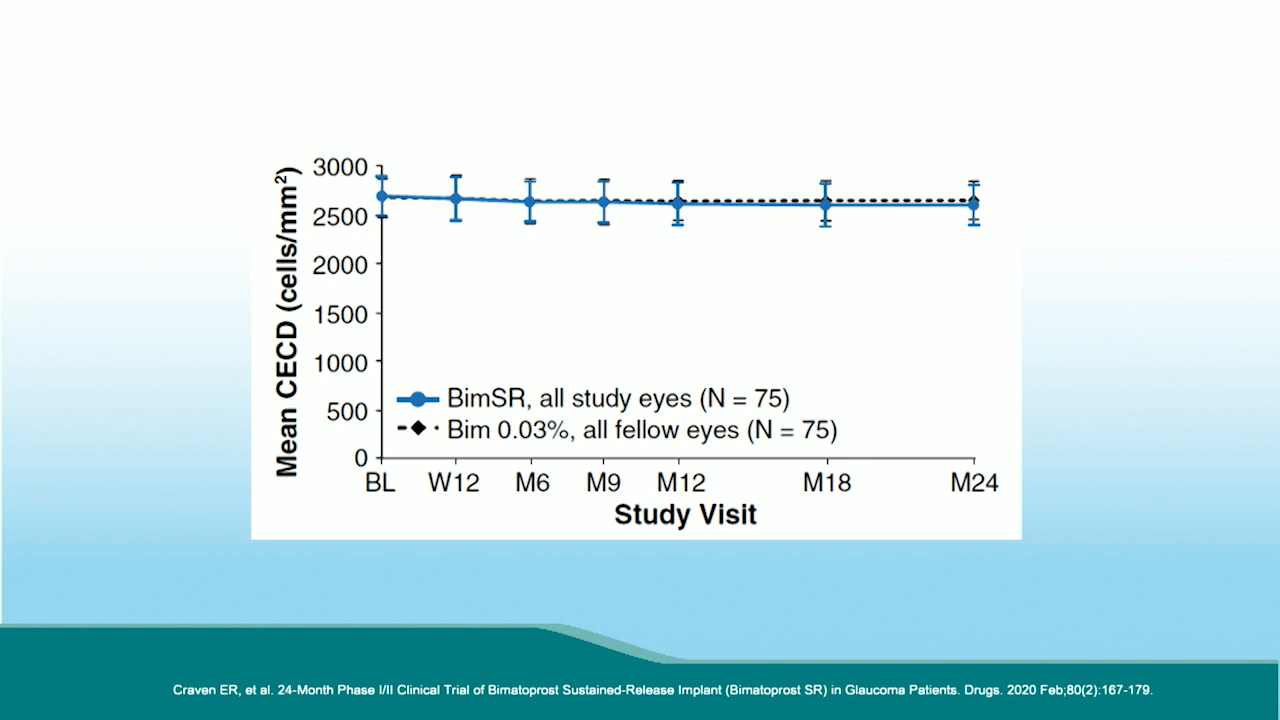 3000
2500
2000
1500
1000
500
0
Mean CECD (cells/mm²)
BimSR, all study eyes (N = 75)
Bim 0.03%, all fellow eyes (N = 75)
BL W12 M6 M9 M12 M18 M24
Study Visit
Craven ER, et al. 24-Month Phase I/II Clinical Trial of Bimatoprost Sustained-Release Implant (Bimatoprost SR) in Glaucoma Patients. Drugs. 2020 Feb;80(2):167-179.